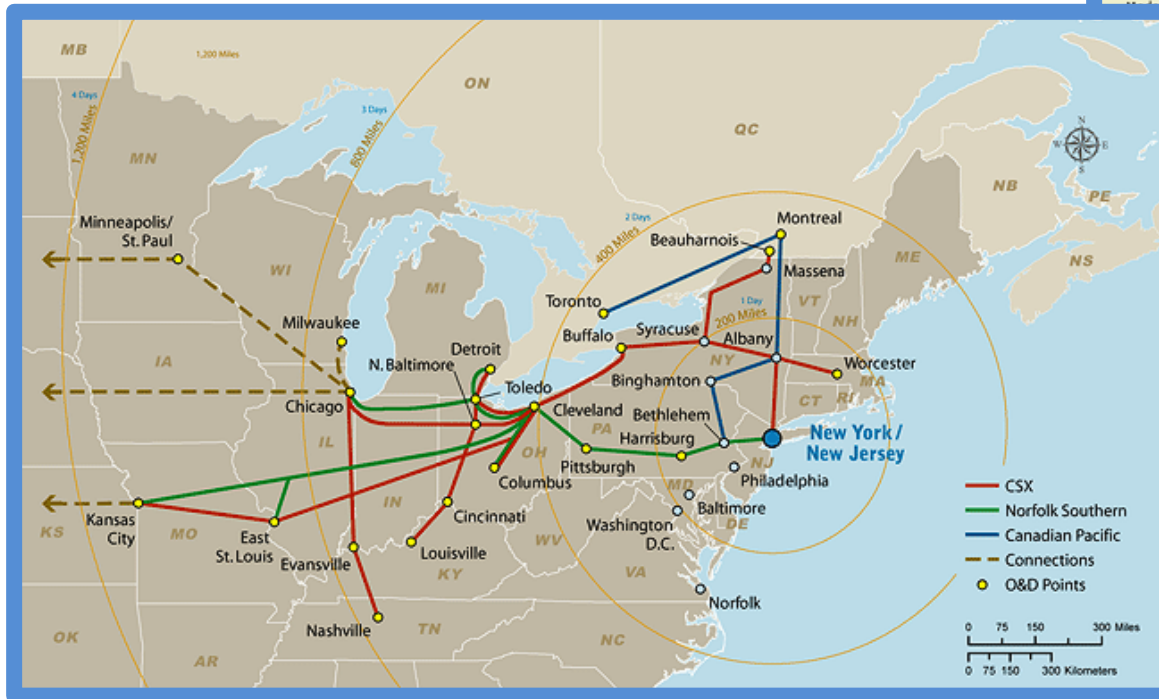 MB
1,200 Miles
ON
4 Days
1,200 Miles
3 Days
800 Miles
QC
N
W
E
S
MN
NB
PE
Minneapolis/
St. Paul
2 Days
400 Miles
Montreal
Beauharnois
ME
NS
WI
Massena
MI
Toronto
1 Day
200 Miles
VT
NH
Milwaukee
Buffalo
Syracuse
Albany
Detroit
N. Baltimore
NY
Worcester
IA
Toledo
Binghamton
MA
CT
RI
Chicago
Cleveland
Bethlehem
PA
Harrisburg
New York/
New Jersey
IL
OH
Pittsburgh
NJ
Columbus
Philadelphia
MD
CSX
IN
Baltimore
Norfolk Southern
Kansas
City
Cincinnati
DE
KS
MO
East
St. Louis
Washington
D.C.
Canadian Pacific
WV
Louisville
Evansville
Connections
KY
VA
O&D Points
Norfolk
Nashville
TN
NC
0 75 150 300 Miles
OK
AR
0 75 150 300 Kilometers